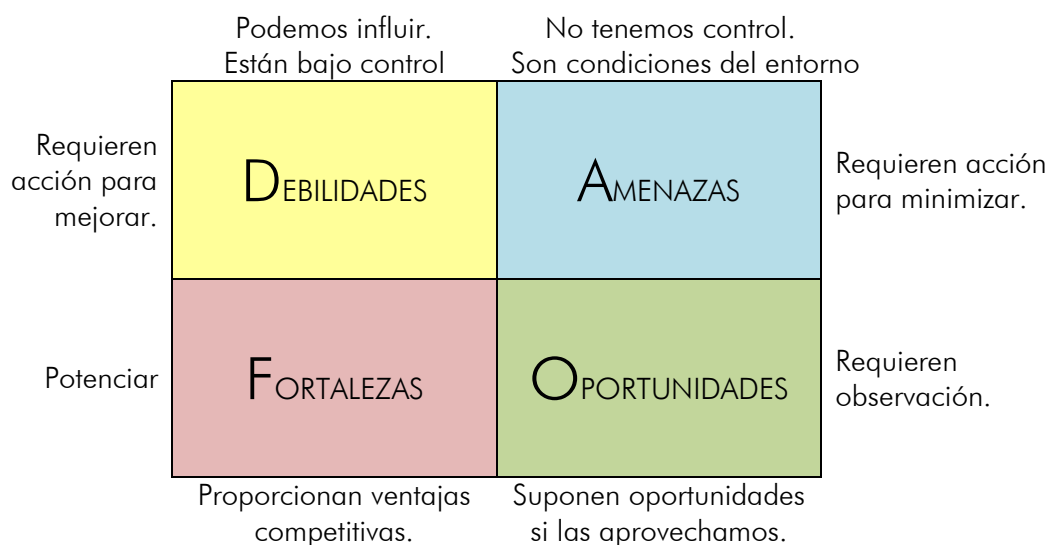 Podemos influir.
Están bajo control
No tenemos control.
Son condiciones del entorno
Requieren
acción para
mejorar.
DEBILIDADES
AMENAZAS
Requieren acción
para minimizar.
Potenciar
FORTALEZAS
OPORTUNIDADES
Requieren
observación.
Proporcionan ventajas
competitivas.
Suponen oportunidades
si las aprovechamos.